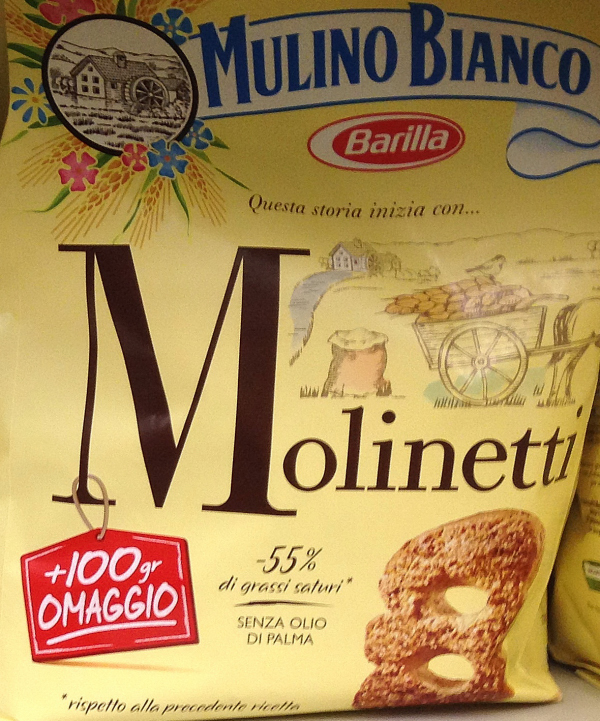 MULINO BIANCO
Barilla
Questa storia inizia con...
Molinetti
+100gr
OMAGGIO
-55%
di grassi saturi*
SENZA OLIO
DI PALMA
*rispetto alla precedente ricetta